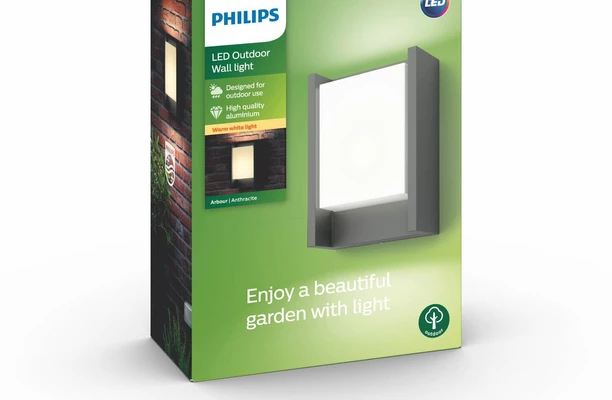 PHILIPS
LED
LED Outdoor
Wall light
Designed for
outdoor use
High quality
aluminium
Warm white light
Arbour | Anthracite
Enjoy a beautiful
garden with light
outdoor